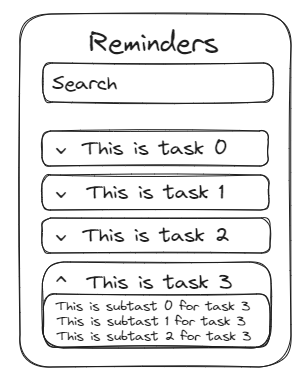 Reminders
Search
This is task 0
This is task 1
This is task 2
This is task 3
This is subtast 0 for task 3
This is subtast 1 for task 3
This is subtast 2 for task 3